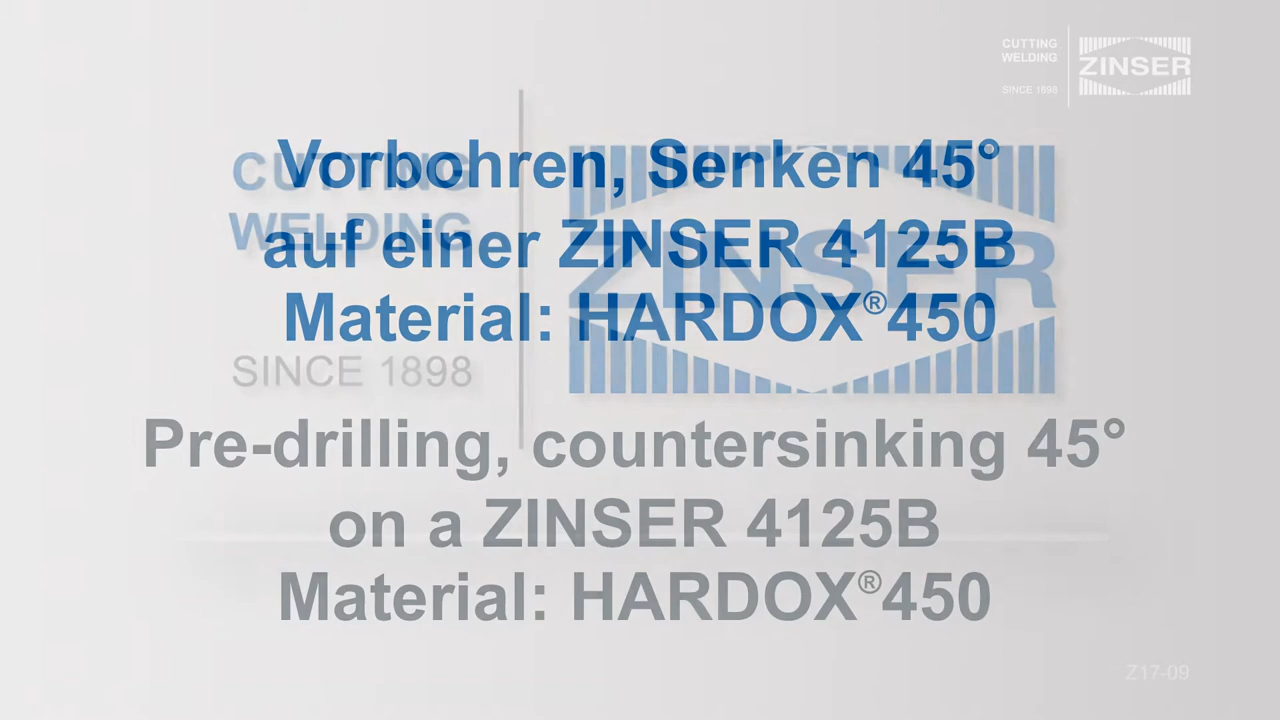 CUTTING
WELDING
SINCE 1898
ZINSER
Vorbohren, Senken 45°
auf einer ZINSER 4125B
Material: HARDOX®450
CUTTING
WELDING
SINCE 1898
ZINSER
Pre-drilling, countersinking 45°
on a ZINSER 4125B
Material: HARDOX®450
Z17-09